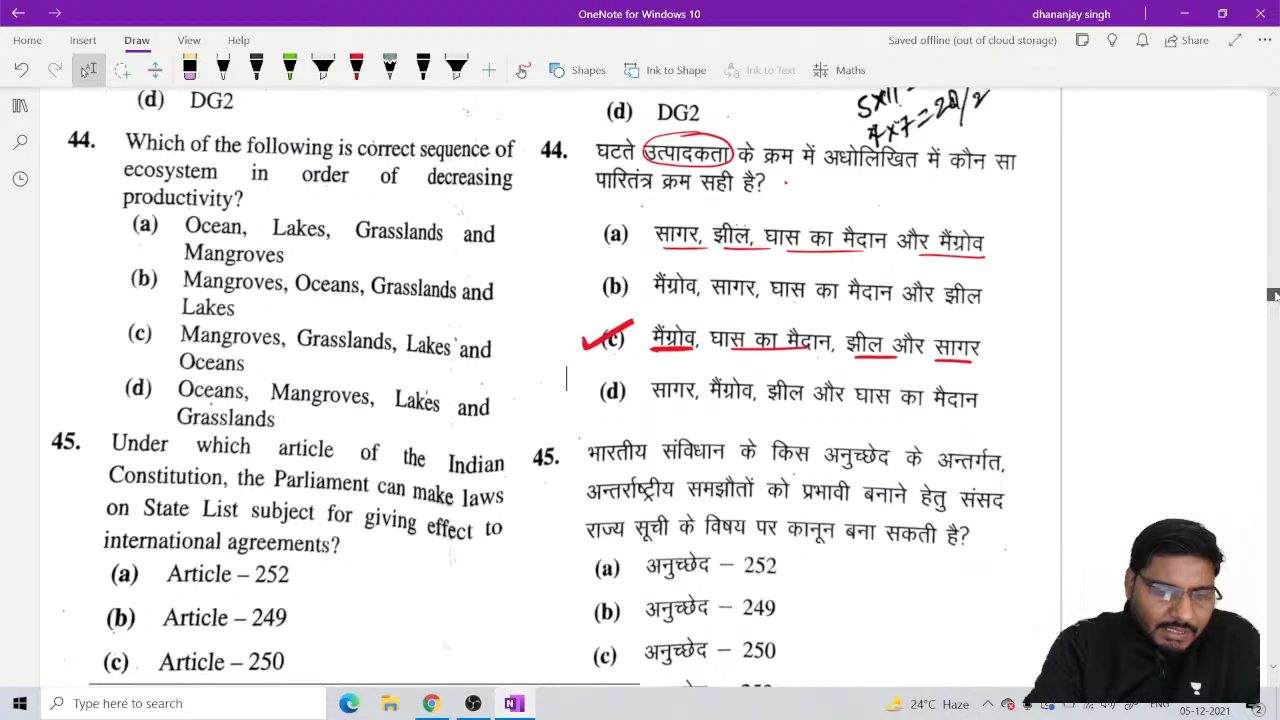 OneNote for Windows 10
dhananjay singh
Home Insert Draw View Help
Saved offline (out of cloud storage)
Share
Shapes Ink to Shape Ink to Text Maths
(d) DG2
44. Which of the following is correct sequence of
ecosystem in order of decreasing
productivity?
(a) Ocean, Lakes, Grasslands and
Mangroves
(b) Mangroves, Oceans, Grasslands and
Lakes
(c) Mangroves, Grasslands, Lakes and
Oceans
(d) Oceans, Mangroves, Lakes and
Grasslands
45. Under which article of the Indian
Constitution, the Parliament can make laws
on State List subject for giving effect to
international agreements?
(a) Article – 252
(b) Article – 249
(c) Article – 250
(d) DG2
5x11
44. घटते उत्पादकता के क्रम में अधोलिखित में कौन सा
पारितंत्र क्रम सही है?
(a) सागर, झील, घास का मैदान और मैंग्रोव
(b) मैंग्रोव, सागर, घास का मैदान और झील
(c) मैंग्रोव, घास का मैदान, झील और सागर
(d) सागर, मैंग्रोव, झील और घास का मैदान
45. भारतीय संविधान के किस अनुच्छेद के अन्तर्गत,
अन्तर्राष्ट्रीय समझौतों को प्रभावी बनाने हेतु संसद
राज्य सूची के विषय पर कानून बना सकती है?
(a) अनुच्छेद – 252
(b) अनुच्छेद – 249
(c) अनुच्छेद – 250
Type here to search
24°C Haze
05-12-2021